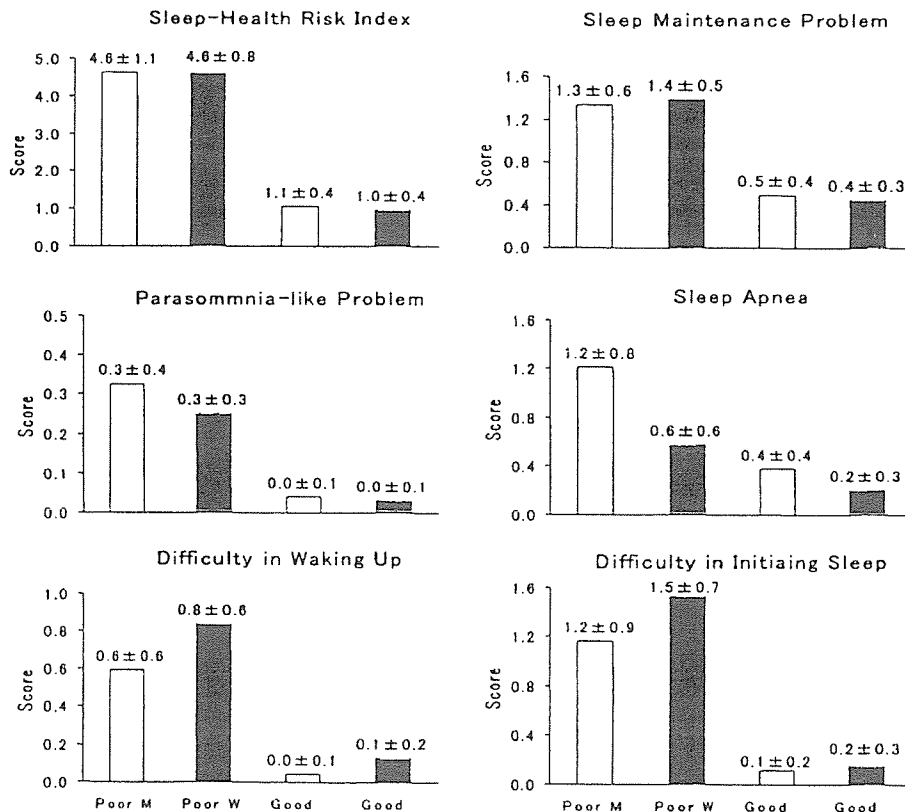 Sleep-Health Risk Index
4.6±1.1
4.6±0.8
5.0
4.0
3.0
2.0
1.0
0.0
Score
1.1±0.4
1.0±0.4
Sleep Maintenance Problem
1.3±0.6
1.4±0.5
1.6
1.2
0.8
0.4
0.0
Score
0.5±0.4
0.4±0.3
Parasommnia-like Problem
0.5
0.4
0.3
0.2
0.1
0.0
Score
0.3±0.4
0.3±0.3
0.0±0.1
0.0±0.1
Sleep Apnea
1.6
1.2
0.8
0.4
0.0
Score
1.2±0.8
0.6±0.6
0.4±0.4
0.2±0.3
Difficulty in Waking Up
1.0
0.8
0.6
0.4
0.2
0.0
Score
0.6±0.6
0.8±0.6
0.0±0.1
0.1±0.2
Poor M
Poor W
Good
Good
Difficulty in Initiaing Sleep
1.6
1.2
0.8
0.4
0.0
Score
1.2±0.9
1.5±0.7
0.1±0.2
0.2±0.3
Poor M
Poor W
Good
Good